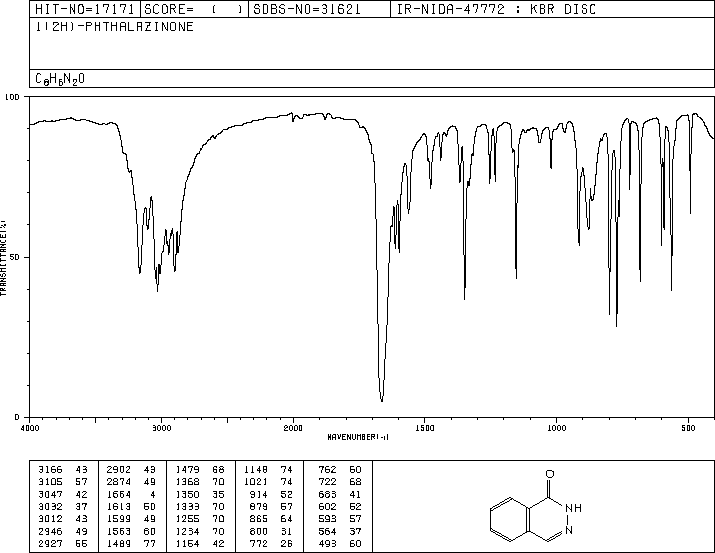 HIT-NO=17171 SCORE= ( ) SDBS-NO=31621 IR-NIDA-47772 : KBR DISC
1(2H)-PHTHALAZINONE
C8H6N2O
100
50
0
TRANSMITTANCE(%)
4000 3000 2000 1500 1000 500
WAVENUMBER(-1)
3166 43 2902 49 1479 68 1148 74 762 60
3105 57 2874 49 1368 70 1021 74 722 68
3047 42 1664 4 1350 35 914 52 683 41
3032 37 1613 50 1333 70 879 57 602 52
3012 43 1599 49 1255 70 865 64 593 57
2946 49 1563 60 1234 70 800 31 564 37
2927 55 1489 77 1154 42 772 26 493 60
O
NH
N